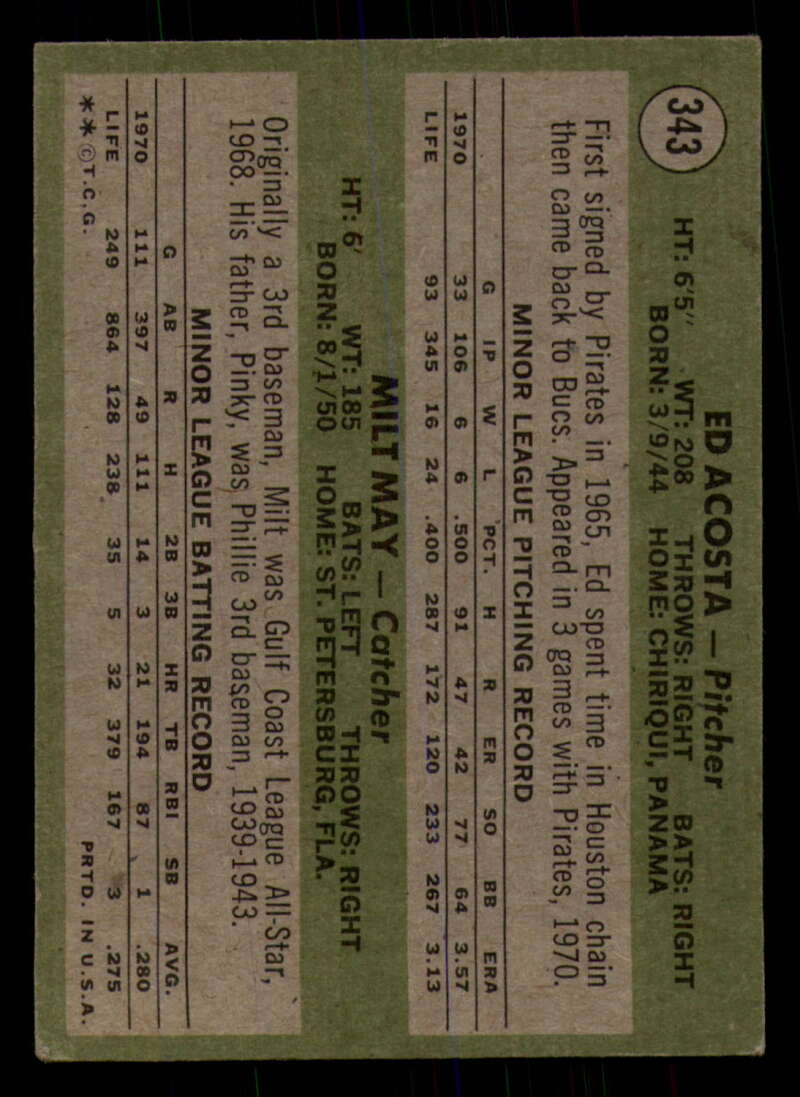 343
ED ACOSTA — Pitcher
HT: 6'5" WT: 208 THROWS: RIGHT BATS: RIGHT
BORN: 3/9/44 HOME: CHIRIQUI, PANAMA
First signed by Pirates in 1965, Ed spent time in Houston chain
then came back to Bucs. Appeared in 3 games with Pirates, 1970.
MINOR LEAGUE PITCHING RECORD
G IP W L PCT. H R ER SO BB ERA
1970 33 106 6 6 .500 91 47 42 77 64 3.57
LIFE 93 345 16 24 .400 287 172 120 233 267 3.13
MILT MAY — Catcher
HT: 6' WT: 185 BATS: LEFT THROWS: RIGHT
BORN: 8/1/50 HOME: ST. PETERSBURG, FLA.
Originally a 3rd baseman, Milt was Gulf Coast League All-Star,
1968. His father, Pinky, was Phillie 3rd baseman, 1939-1943.
MINOR LEAGUE BATTING RECORD
G AB R H 2B 3B HR TB RBI SB AVG.
1970 111 397 49 111 14 3 21 194 87 1 .280
LIFE 249 864 128 238 35 5 32 379 167 3 .275
**©T.C.G. PRTD. IN U.S.A.